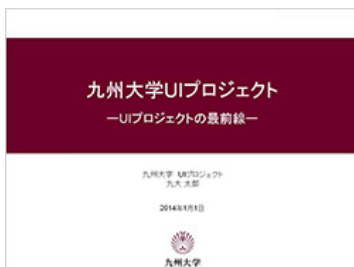 九州大学UIプロジェクト
―UIプロジェクトの最前線―
九州大学 UIプロジェクト
九大 太郎
2014年1月1日
九州大学